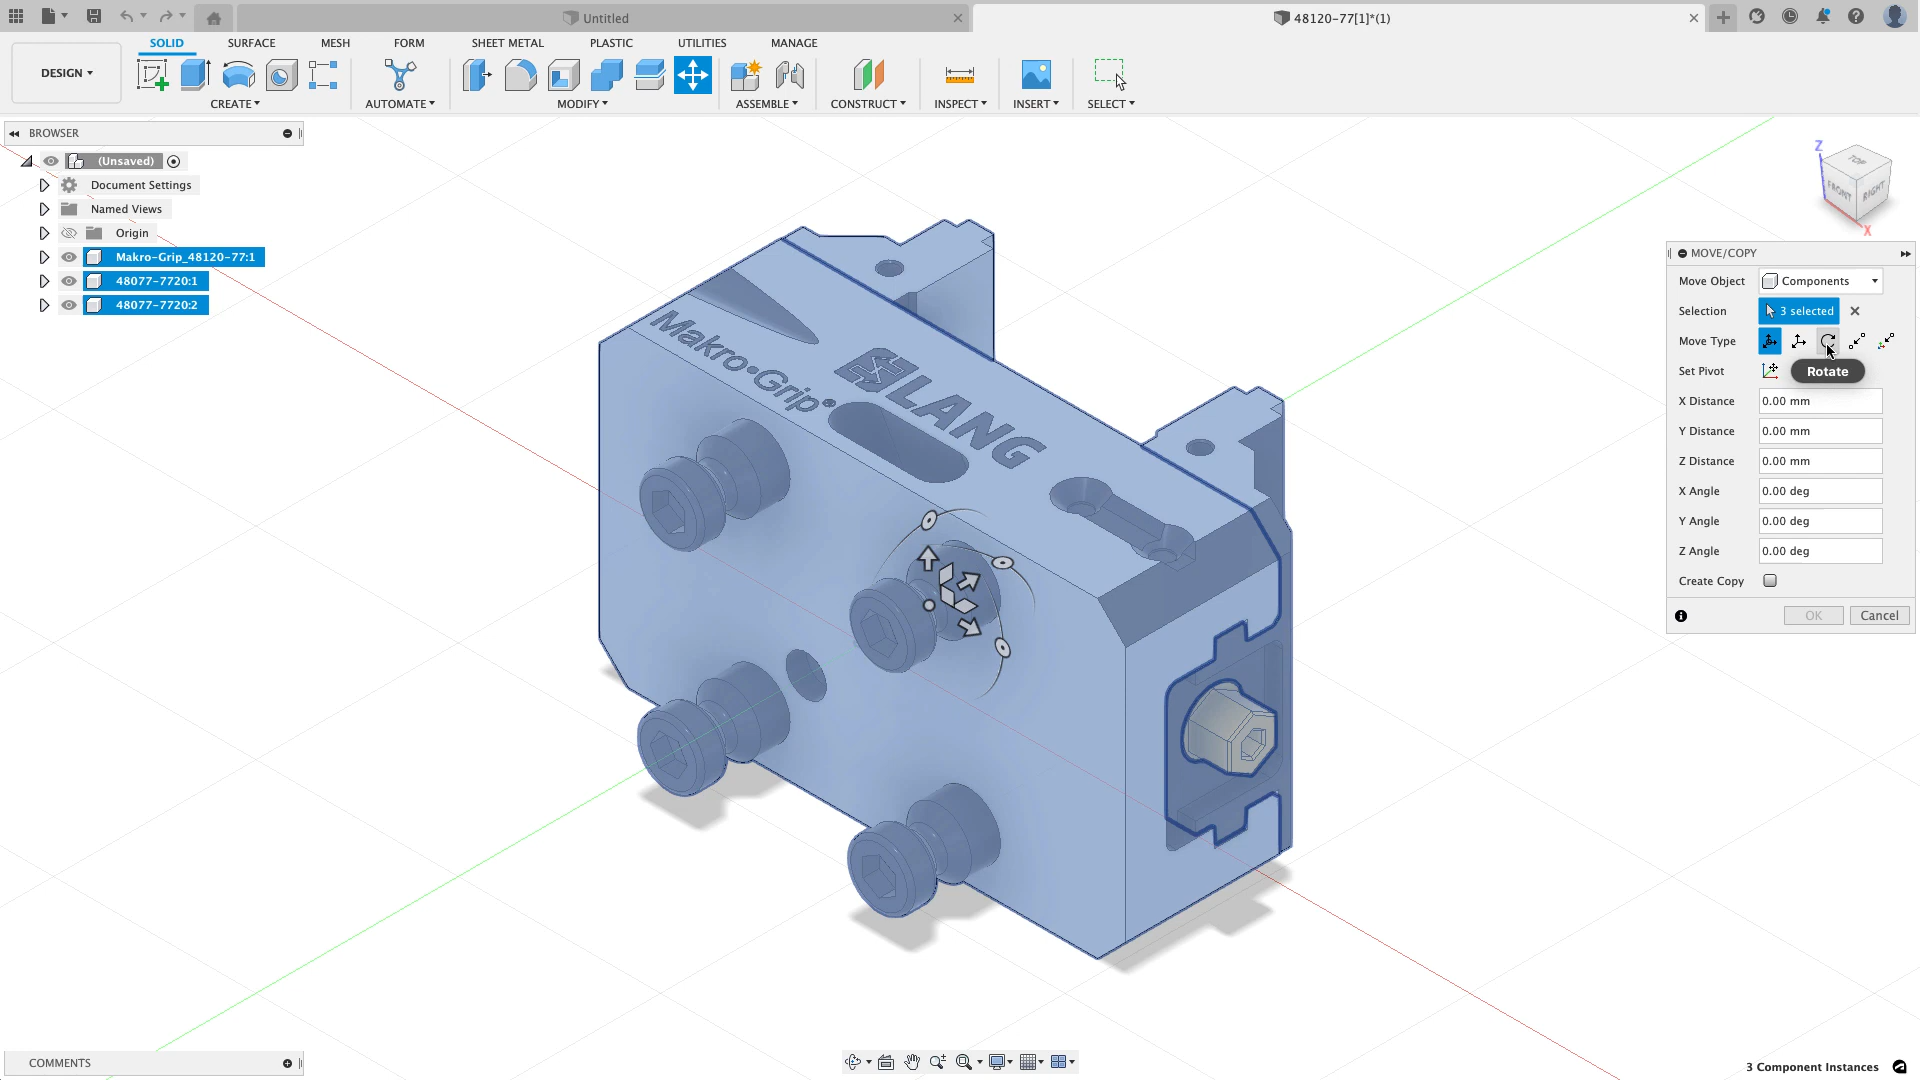 Untitled
48120-77[1]*(1)
DESIGN
SOLID
SURFACE
MESH
FORM
SHEET METAL
PLASTIC
UTILITIES
MANAGE
CREATE
AUTOMATE
MODIFY
ASSEMBLE
CONSTRUCT
INSPECT
INSERT
SELECT
BROWSER
(Unsaved)
Document Settings
Named Views
Origin
Makro-Grip_48120-77:1
48077-7720:1
48077-7720:2
Makro•Grip®
LANG
Z
TOP
FRONT
RIGHT
X
MOVE/COPY
Move Object
Components
Selection
3 selected
Move Type
Set Pivot
Rotate
X Distance
0.00 mm
Y Distance
0.00 mm
Z Distance
0.00 mm
X Angle
0.00 deg
Y Angle
0.00 deg
Z Angle
0.00 deg
Create Copy
OK
Cancel
COMMENTS
3 Component Instances